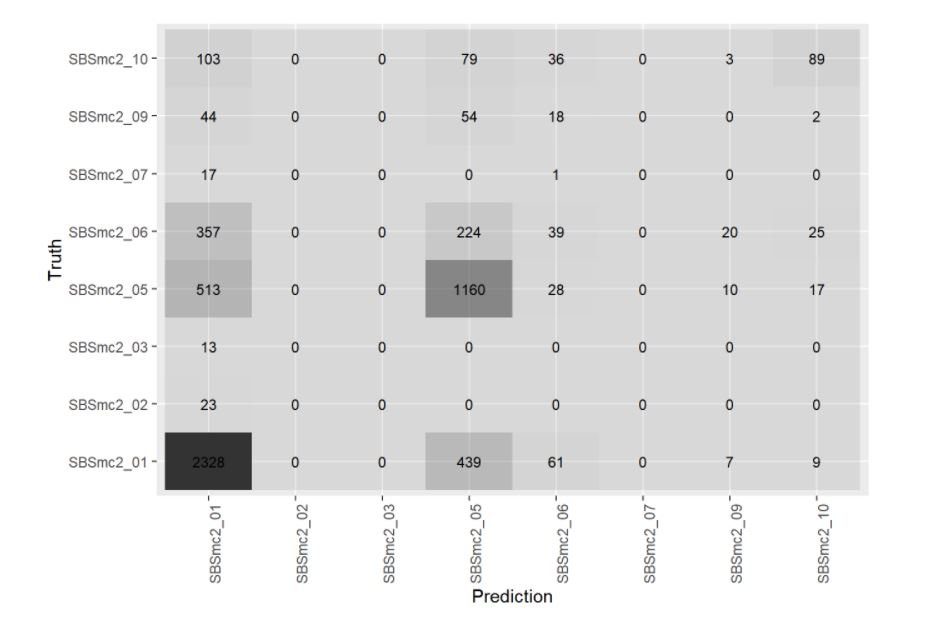 SBSmc2_10 103 0 0 79 36 0 3 89
SBSmc2_09 44 0 0 54 18 0 0 2
SBSmc2_07 17 0 0 0 1 0 0 0
SBSmc2_06 357 0 0 224 39 0 20 25
SBSmc2_05 513 0 0 1160 28 0 10 17
SBSmc2_03 13 0 0 0 0 0 0 0
SBSmc2_02 23 0 0 0 0 0 0 0
SBSmc2_01 2328 0 0 439 61 0 7 9
Truth
SBSmc2_01 SBSmc2_02 SBSmc2_03 SBSmc2_05 SBSmc2_06 SBSmc2_07 SBSmc2_09 SBSmc2_10
Prediction